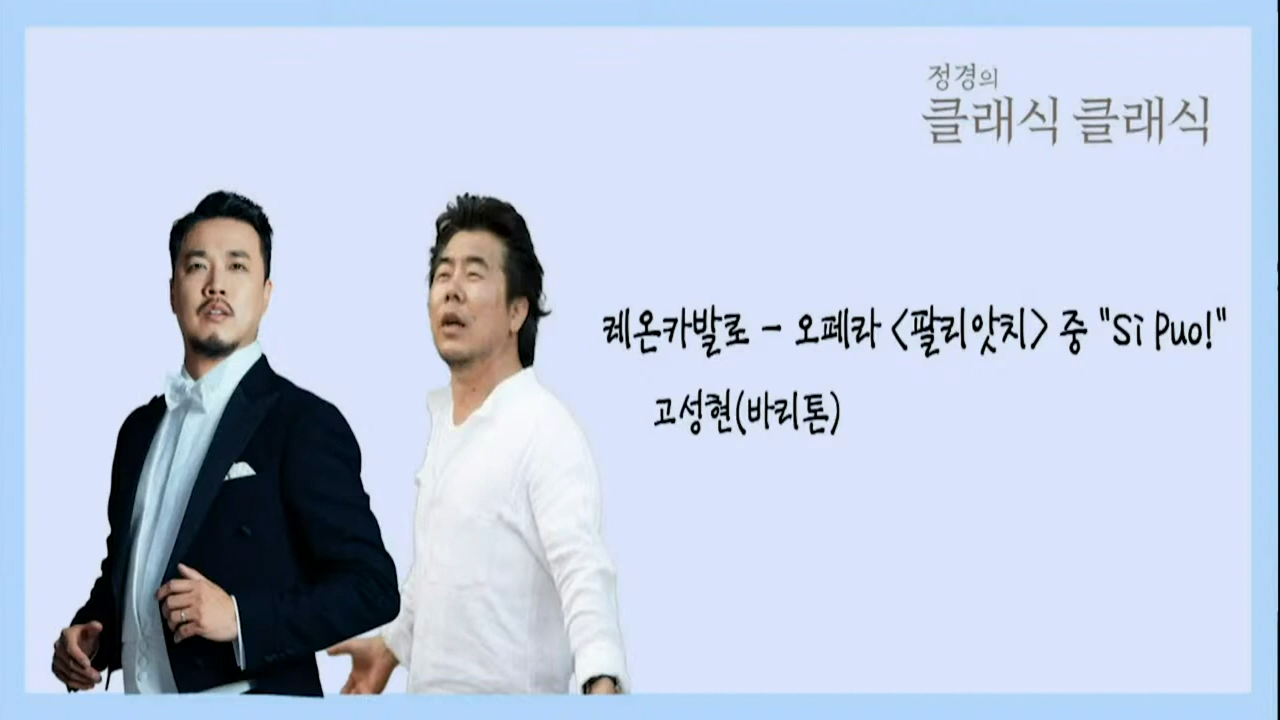 정경의
클래식 클래식
레온카발로 - 오페라 <팔리앗치> 중 "Si Puo!"
고성현(바리톤)